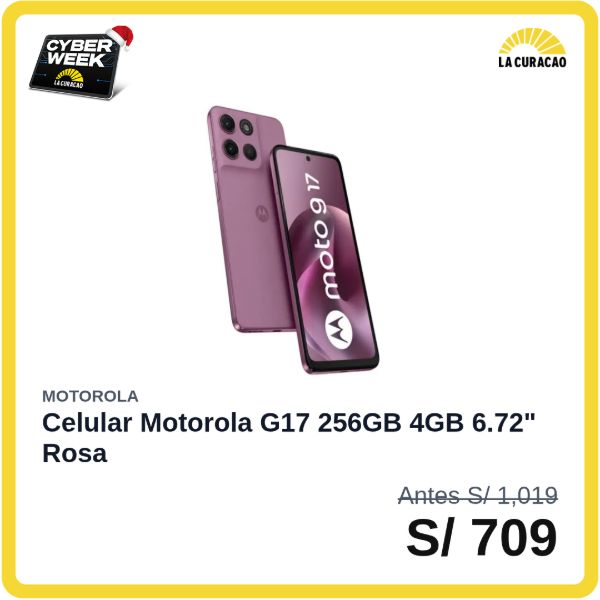 CYBER
WEEK
LA CURACAO
LA CURACAO
moto g17
MOTOROLA
Celular Motorola G17 256GB 4GB 6.72"
Rosa
Antes S/ 1,019
S/ 709